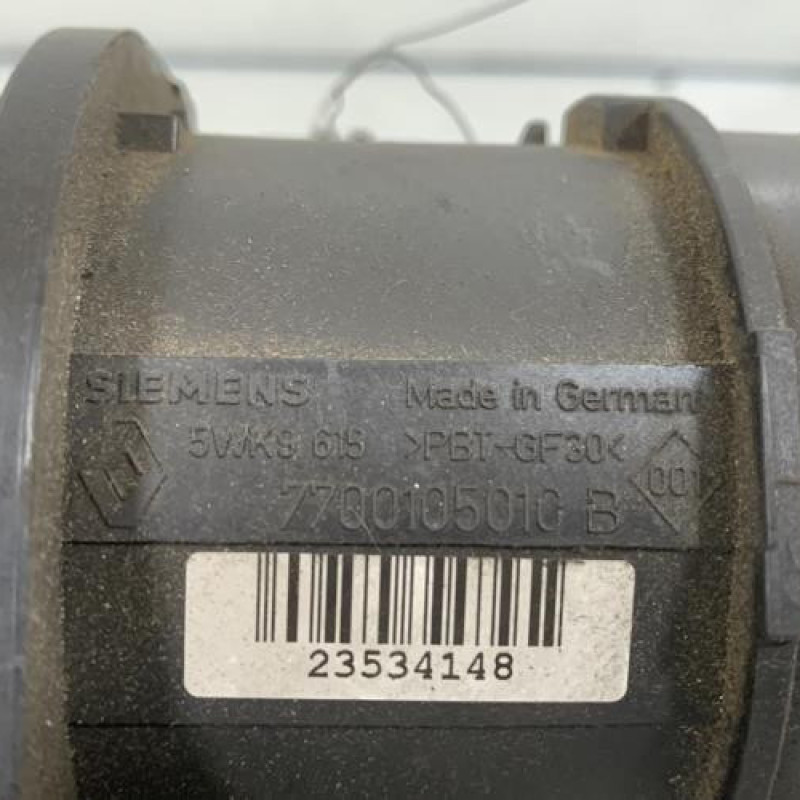 SIEMENS Made in German
5WK9 615 >PBT-GF30<
7700105010 B 001
23534148